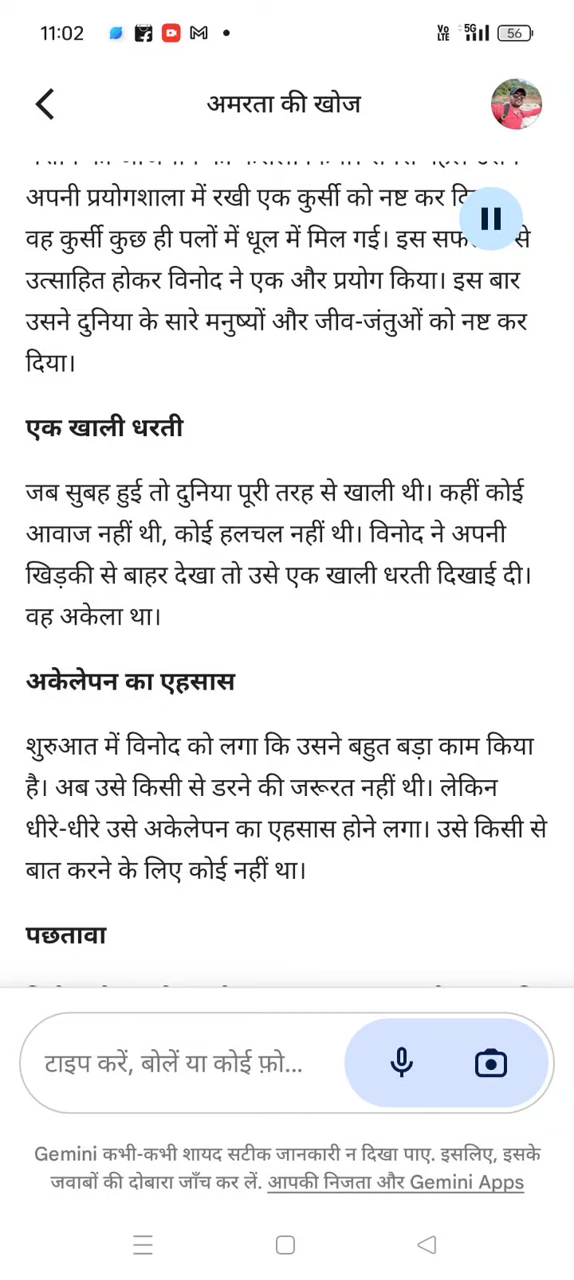 11:02
Vo LTE 5G 56
अमरता की खोज
अपनी प्रयोगशाला में रखी एक कुर्सी को नष्ट कर
वह कुर्सी कुछ ही पलों में धूल में मिल गई। इस से
उत्साहित होकर विनोद ने एक और प्रयोग किया। इस बार
उसने दुनिया के सारे मनुष्यों और जीव-जंतुओं को नष्ट कर
दिया।
एक खाली धरती
जब सुबह हुई तो दुनिया पूरी तरह से खाली थी। कहीं कोई
आवाज नहीं थी, कोई हलचल नहीं थी। विनोद ने अपनी
खिड़की से बाहर देखा तो उसे एक खाली धरती दिखाई दी।
वह अकेला था।
अकेलेपन का एहसास
शुरुआत में विनोद को लगा कि उसने बहुत बड़ा काम किया
है। अब उसे किसी से डरने की जरूरत नहीं थी। लेकिन
धीरे-धीरे उसे अकेलेपन का एहसास होने लगा। उसे किसी से
बात करने के लिए कोई नहीं था।
पछतावा
टाइप करें, बोलें या कोई फ़ो...
Gemini कभी-कभी शायद सटीक जानकारी न दिखा पाए. इसलिए, इसके
जवाबों की दोबारा जाँच कर लें. आपकी निजता और Gemini Apps